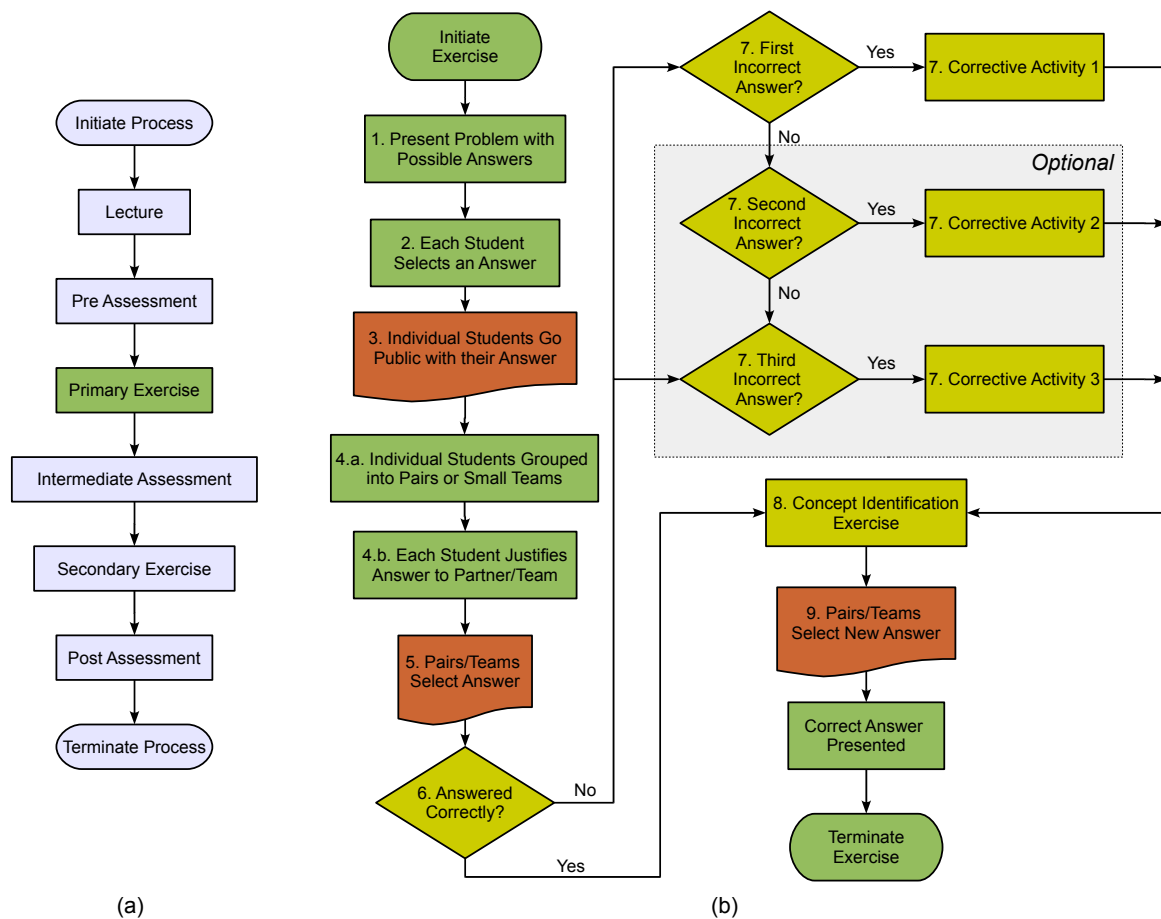 Initiate Process
Lecture
Pre Assessment
Primary Exercise
Intermediate Assessment
Secondary Exercise
Post Assessment
Terminate Process
(a)
Initiate
Exercise
1. Present Problem with
Possible Answers
2. Each Student
Selects an Answer
3. Individual Students Go
Public with their Answer
4.a. Individual Students Grouped
into Pairs or Small Teams
4.b. Each Student Justifies
Answer to Partner/Team
5. Pairs/Teams
Select Answer
6. Answered
Correctly?
No
Yes
7. First
Incorrect
Answer?
Yes
7. Corrective Activity 1
No
Optional
7. Second
Incorrect
Answer?
Yes
7. Corrective Activity 2
No
7. Third
Incorrect
Answer?
Yes
7. Corrective Activity 3
8. Concept Identification
Exercise
9. Pairs/Teams
Select New Answer
Correct Answer
Presented
Terminate
Exercise
(b)